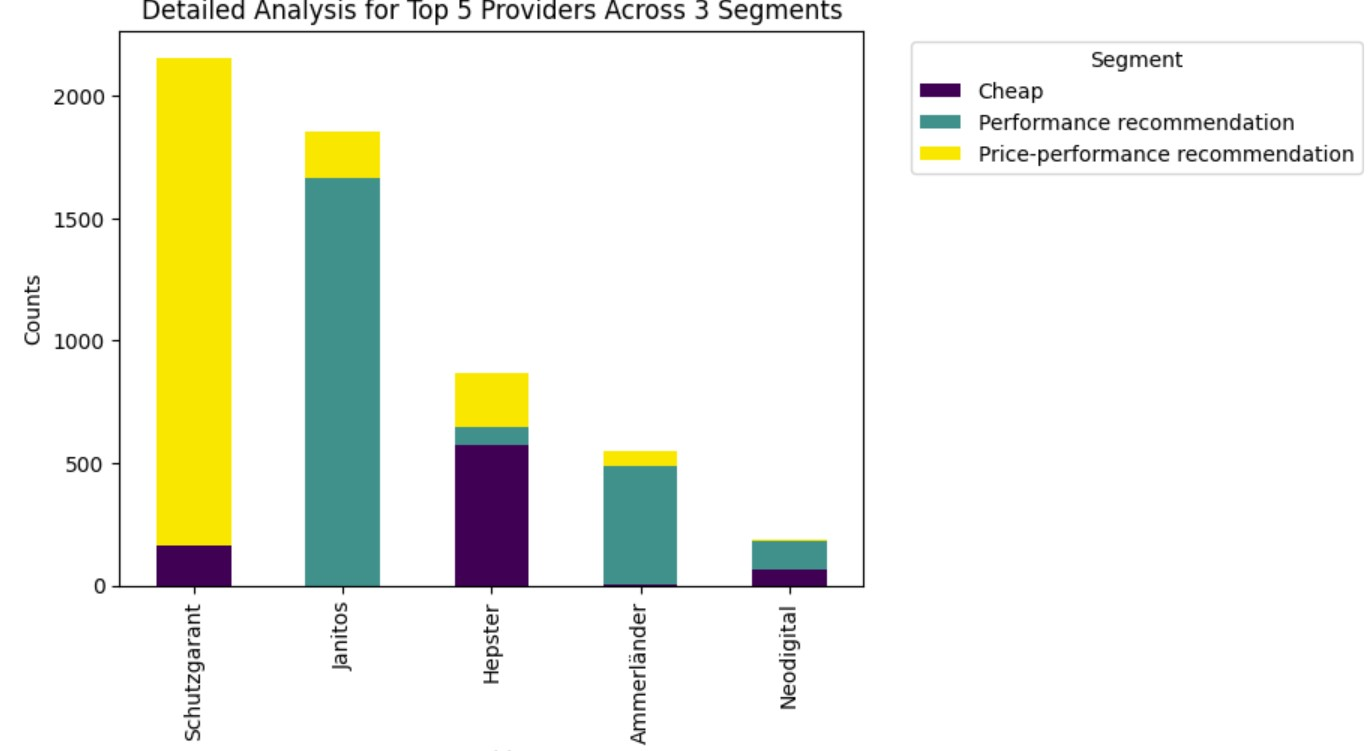 Detailed Analysis for Top 5 Providers Across 3 Segments
Counts
2000
1500
1000
500
0
Schutzgarant
Janitos
Hepster
Ammerländer
Neodigital
Segment
Cheap
Performance recommendation
Price-performance recommendation